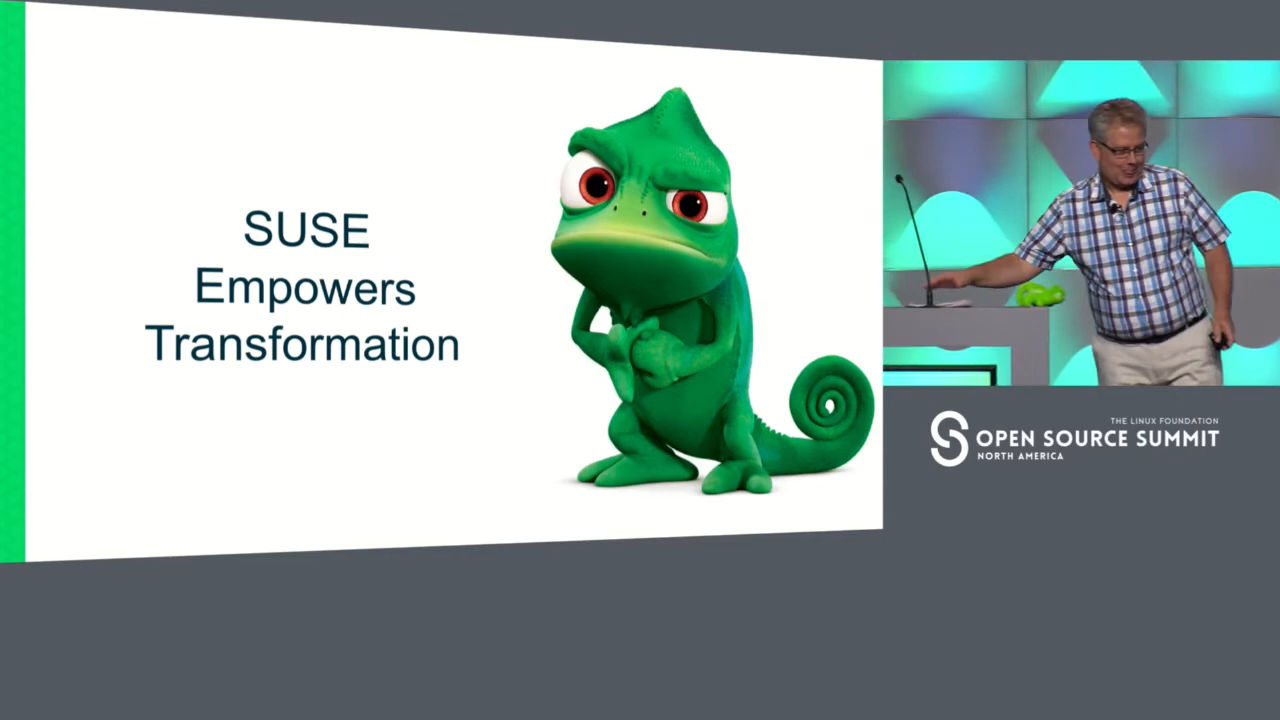 SUSE
Empowers
Transformation
THE LINUX FOUNDATION
OPEN SOURCE SUMMIT
NORTH AMERICA